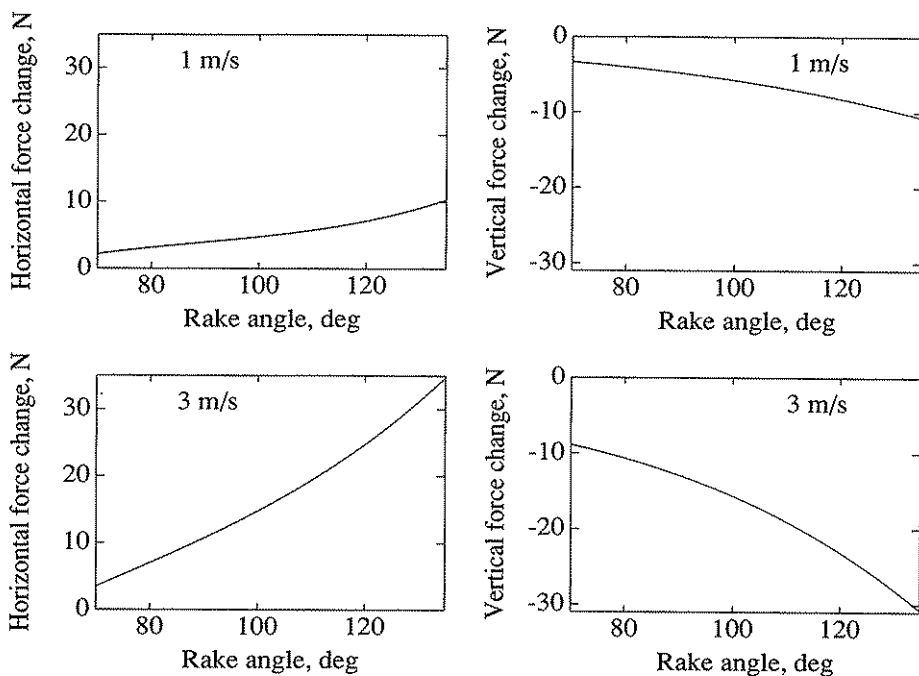 Horizontal force change, N
30
20
10
0
1 m/s
80 100 120
Rake angle, deg
Vertical force change, N
0
-10
-20
-30
1 m/s
80 100 120
Rake angle, deg
Horizontal force change, N
30
20
10
0
3 m/s
80 100 120
Rake angle, deg
Vertical force change, N
0
-10
-20
-30
3 m/s
80 100 120
Rake angle, deg